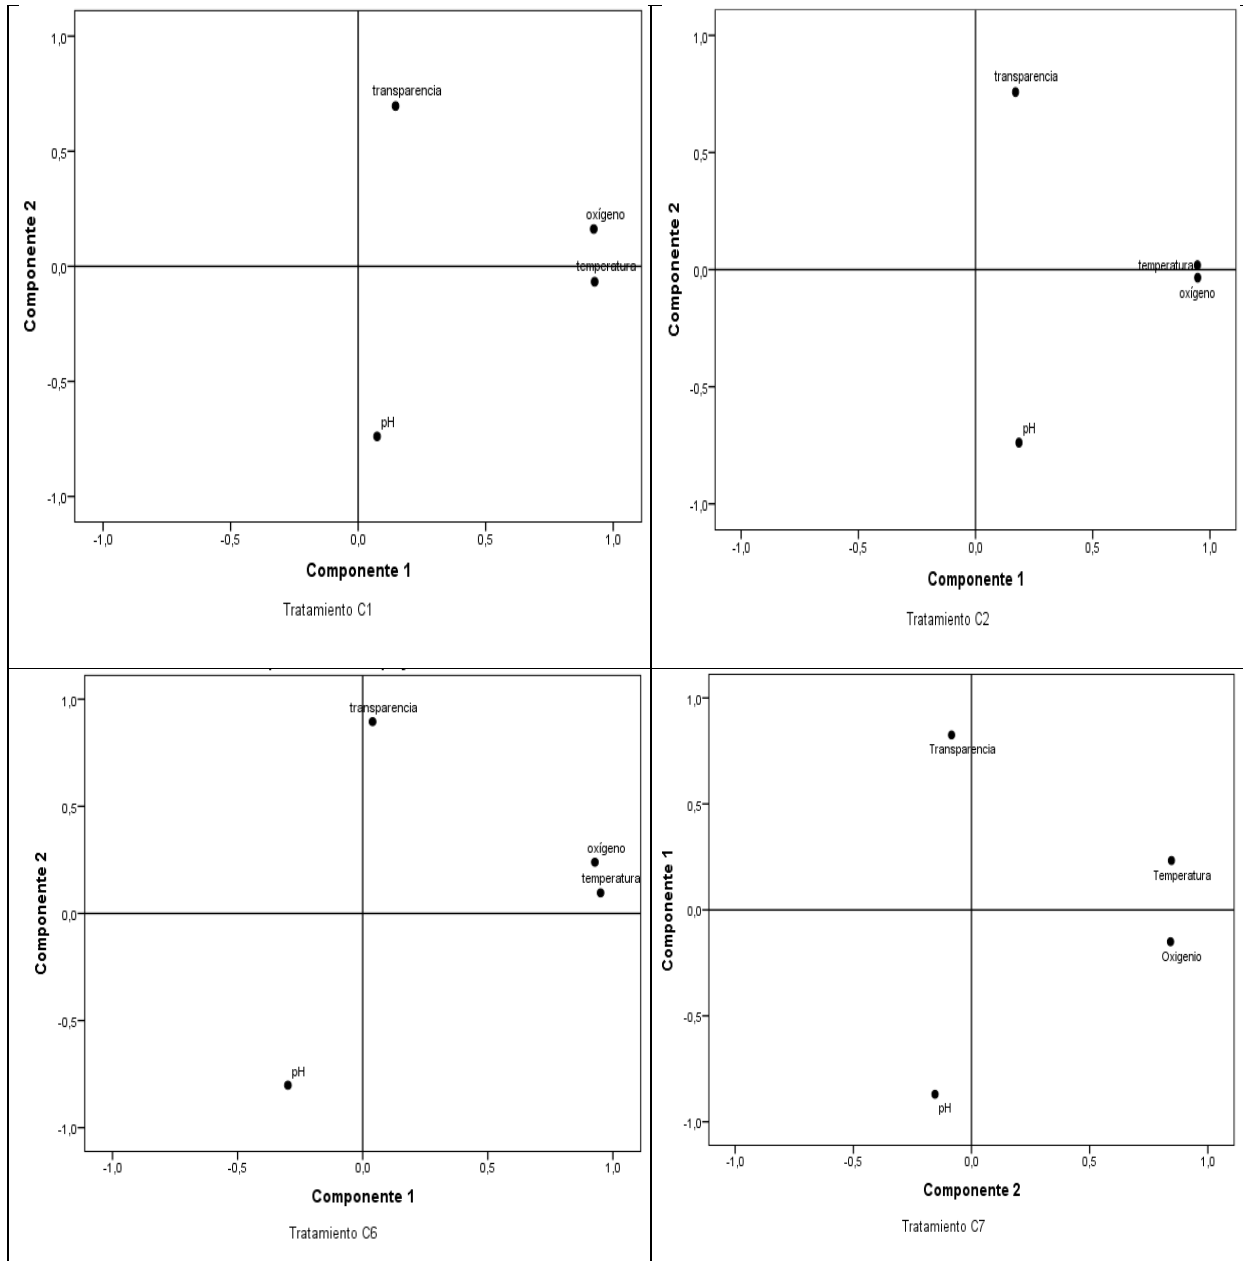 1,0
transparencia
0,5
oxígeno
0,0
temperatura
-0,5
pH
-1,0
Componente 2
-1,0 -0,5 0,0 0,5 1,0
Componente 1
Tratamiento C1
1,0
transparencia
0,5
temperatura
0,0
oxígeno
-0,5
pH
-1,0
Componente 2
-1,0 -0,5 0,0 0,5 1,0
Componente 1
Tratamiento C2
1,0
transparencia
0,5
oxígeno
temperatura
0,0
-0,5
pH
-1,0
Componente 2
-1,0 -0,5 0,0 0,5 1,0
Componente 1
Tratamiento C6
1,0
Transparencia
0,5
Temperatura
0,0
Oxigenio
-0,5
pH
-1,0
Componente 1
-1,0 -0,5 0,0 0,5 1,0
Componente 2
Tratamiento C7